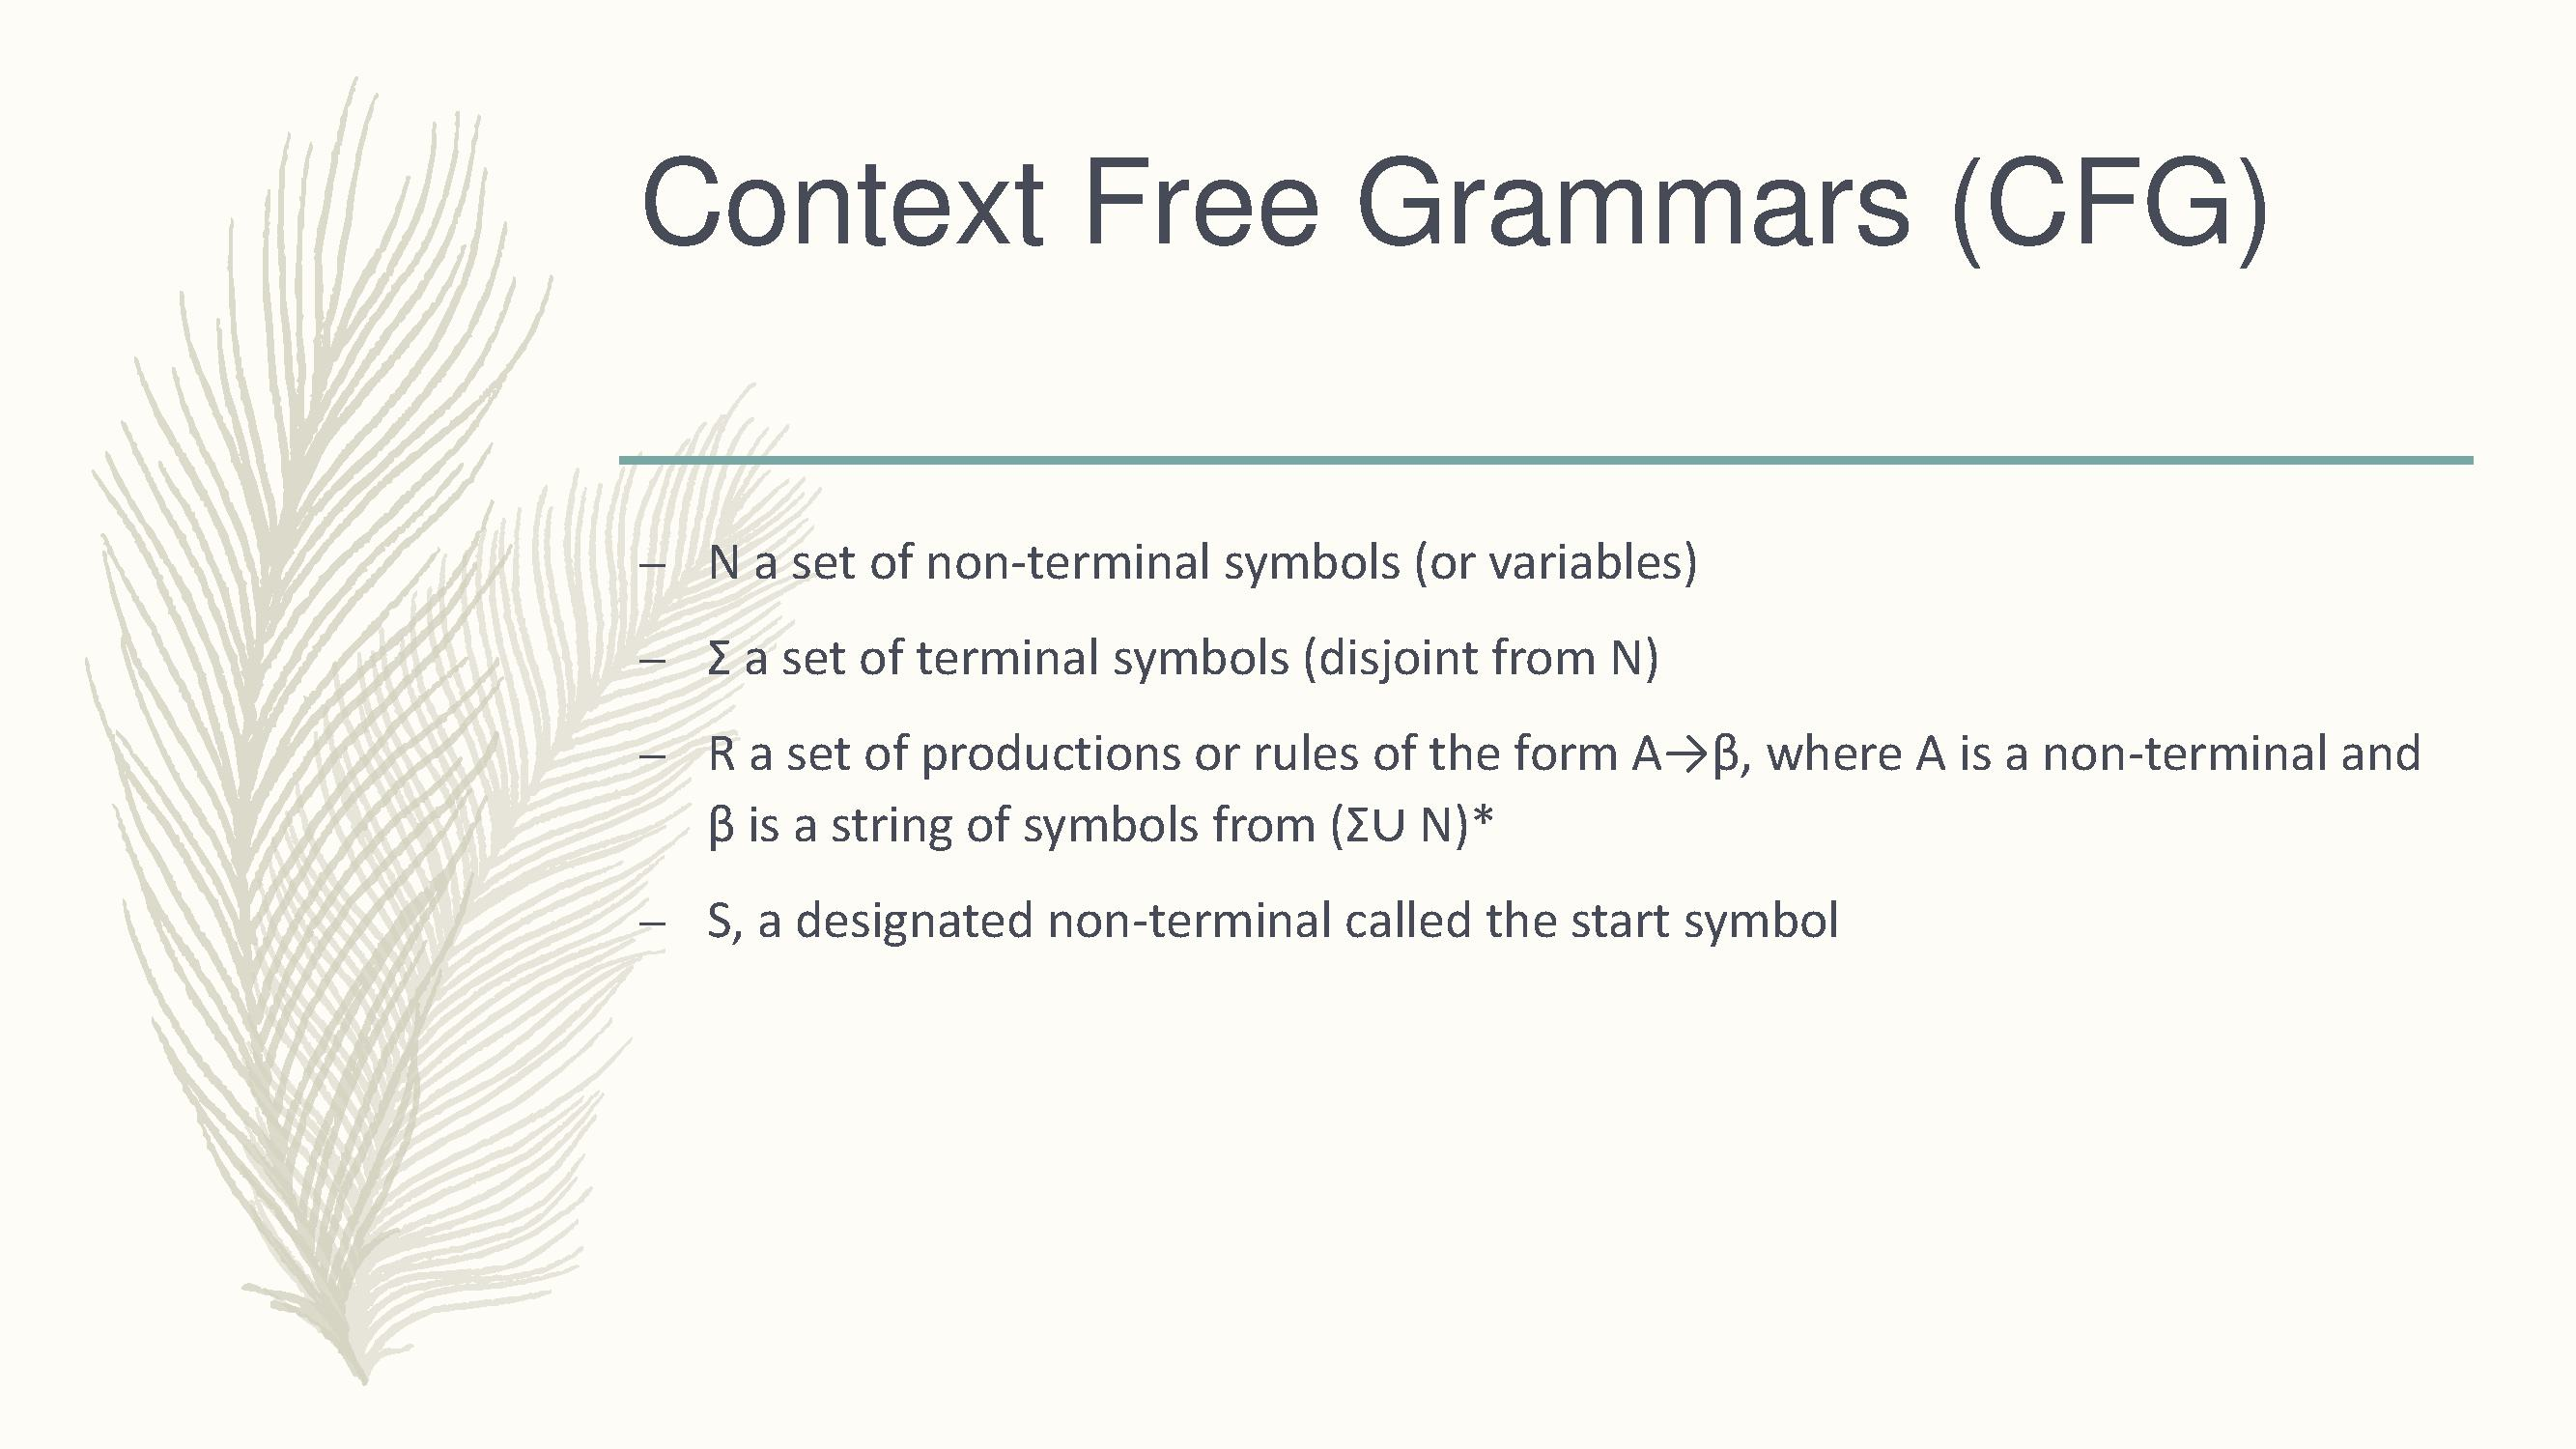 Context Free Grammars (CFG)
– N a set of non-terminal symbols (or variables)
– Σ a set of terminal symbols (disjoint from N)
– R a set of productions or rules of the form A→β, where A is a non-terminal and
β is a string of symbols from (Σ∪ N)*
– S, a designated non-terminal called the start symbol